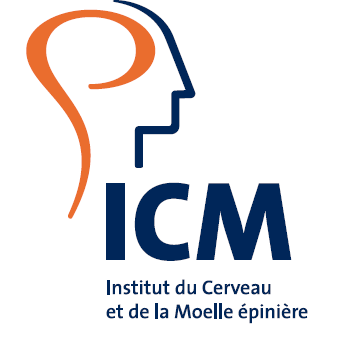 ICM
Institut du Cerveau
et de la Moelle épinière